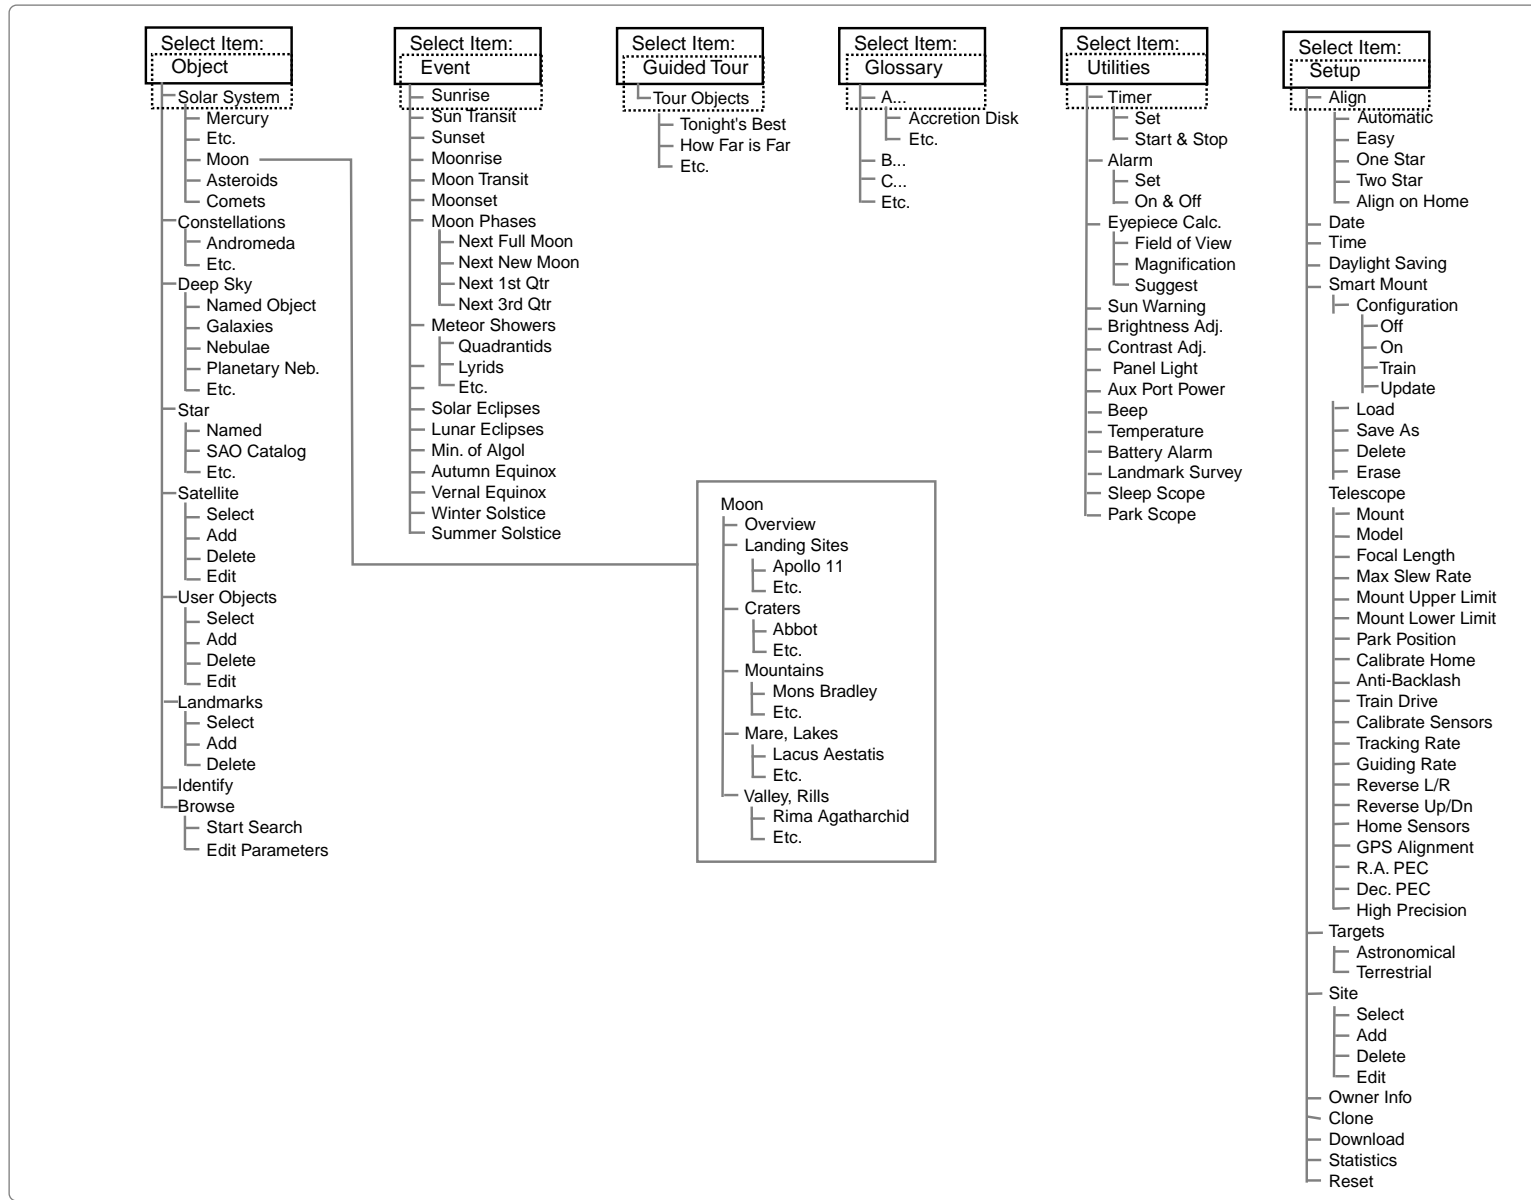 Select Item:
Object
Solar System
Mercury
Etc.
Moon
Asteroids
Comets
Constellations
Andromeda
Etc.
Deep Sky
Named Object
Galaxies
Nebulae
Planetary Neb.
Etc.
Star
Named
SAO Catalog
Etc.
Satellite
Select
Add
Delete
Edit
User Objects
Select
Add
Delete
Edit
Landmarks
Select
Add
Delete
Identify
Browse
Start Search
Edit Parameters
Select Item:
Event
Sunrise
Sun Transit
Sunset
Moonrise
Moon Transit
Moonset
Moon Phases
Next Full Moon
Next New Moon
Next 1st Qtr
Next 3rd Qtr
Meteor Showers
Quadrantids
Lyrids
Etc.
Solar Eclipses
Lunar Eclipses
Min. of Algol
Autumn Equinox
Vernal Equinox
Winter Solstice
Summer Solstice
Select Item:
Guided Tour
Tour Objects
Tonight's Best
How Far is Far
Etc.
Moon
Overview
Landing Sites
Apollo 11
Etc.
Craters
Abbot
Etc.
Mountains
Mons Bradley
Etc.
Mare, Lakes
Lacus Aestatis
Etc.
Valley, Rills
Rima Agatharchid
Etc.
Select Item:
Glossary
A...
Accretion Disk
Etc.
B...
C...
Etc.
Select Item:
Utilities
Timer
Set
Start & Stop
Alarm
Set
On & Off
Eyepiece Calc.
Field of View
Magnification
Suggest
Sun Warning
Brightness Adj.
Contrast Adj.
Panel Light
Aux Port Power
Beep
Temperature
Battery Alarm
Landmark Survey
Sleep Scope
Park Scope
Select Item:
Setup
Align
Automatic
Easy
One Star
Two Star
Align on Home
Date
Time
Daylight Saving
Smart Mount
Configuration
Off
On
Train
Update
Load
Save As
Delete
Erase
Telescope
Mount
Model
Focal Length
Max Slew Rate
Mount Upper Limit
Mount Lower Limit
Park Position
Calibrate Home
Anti-Backlash
Train Drive
Calibrate Sensors
Tracking Rate
Guiding Rate
Reverse L/R
Reverse Up/Dn
Home Sensors
GPS Alignment
R.A. PEC
Dec. PEC
High Precision
Targets
Astronomical
Terrestrial
Site
Select
Add
Delete
Edit
Owner Info
Clone
Download
Statistics
Reset